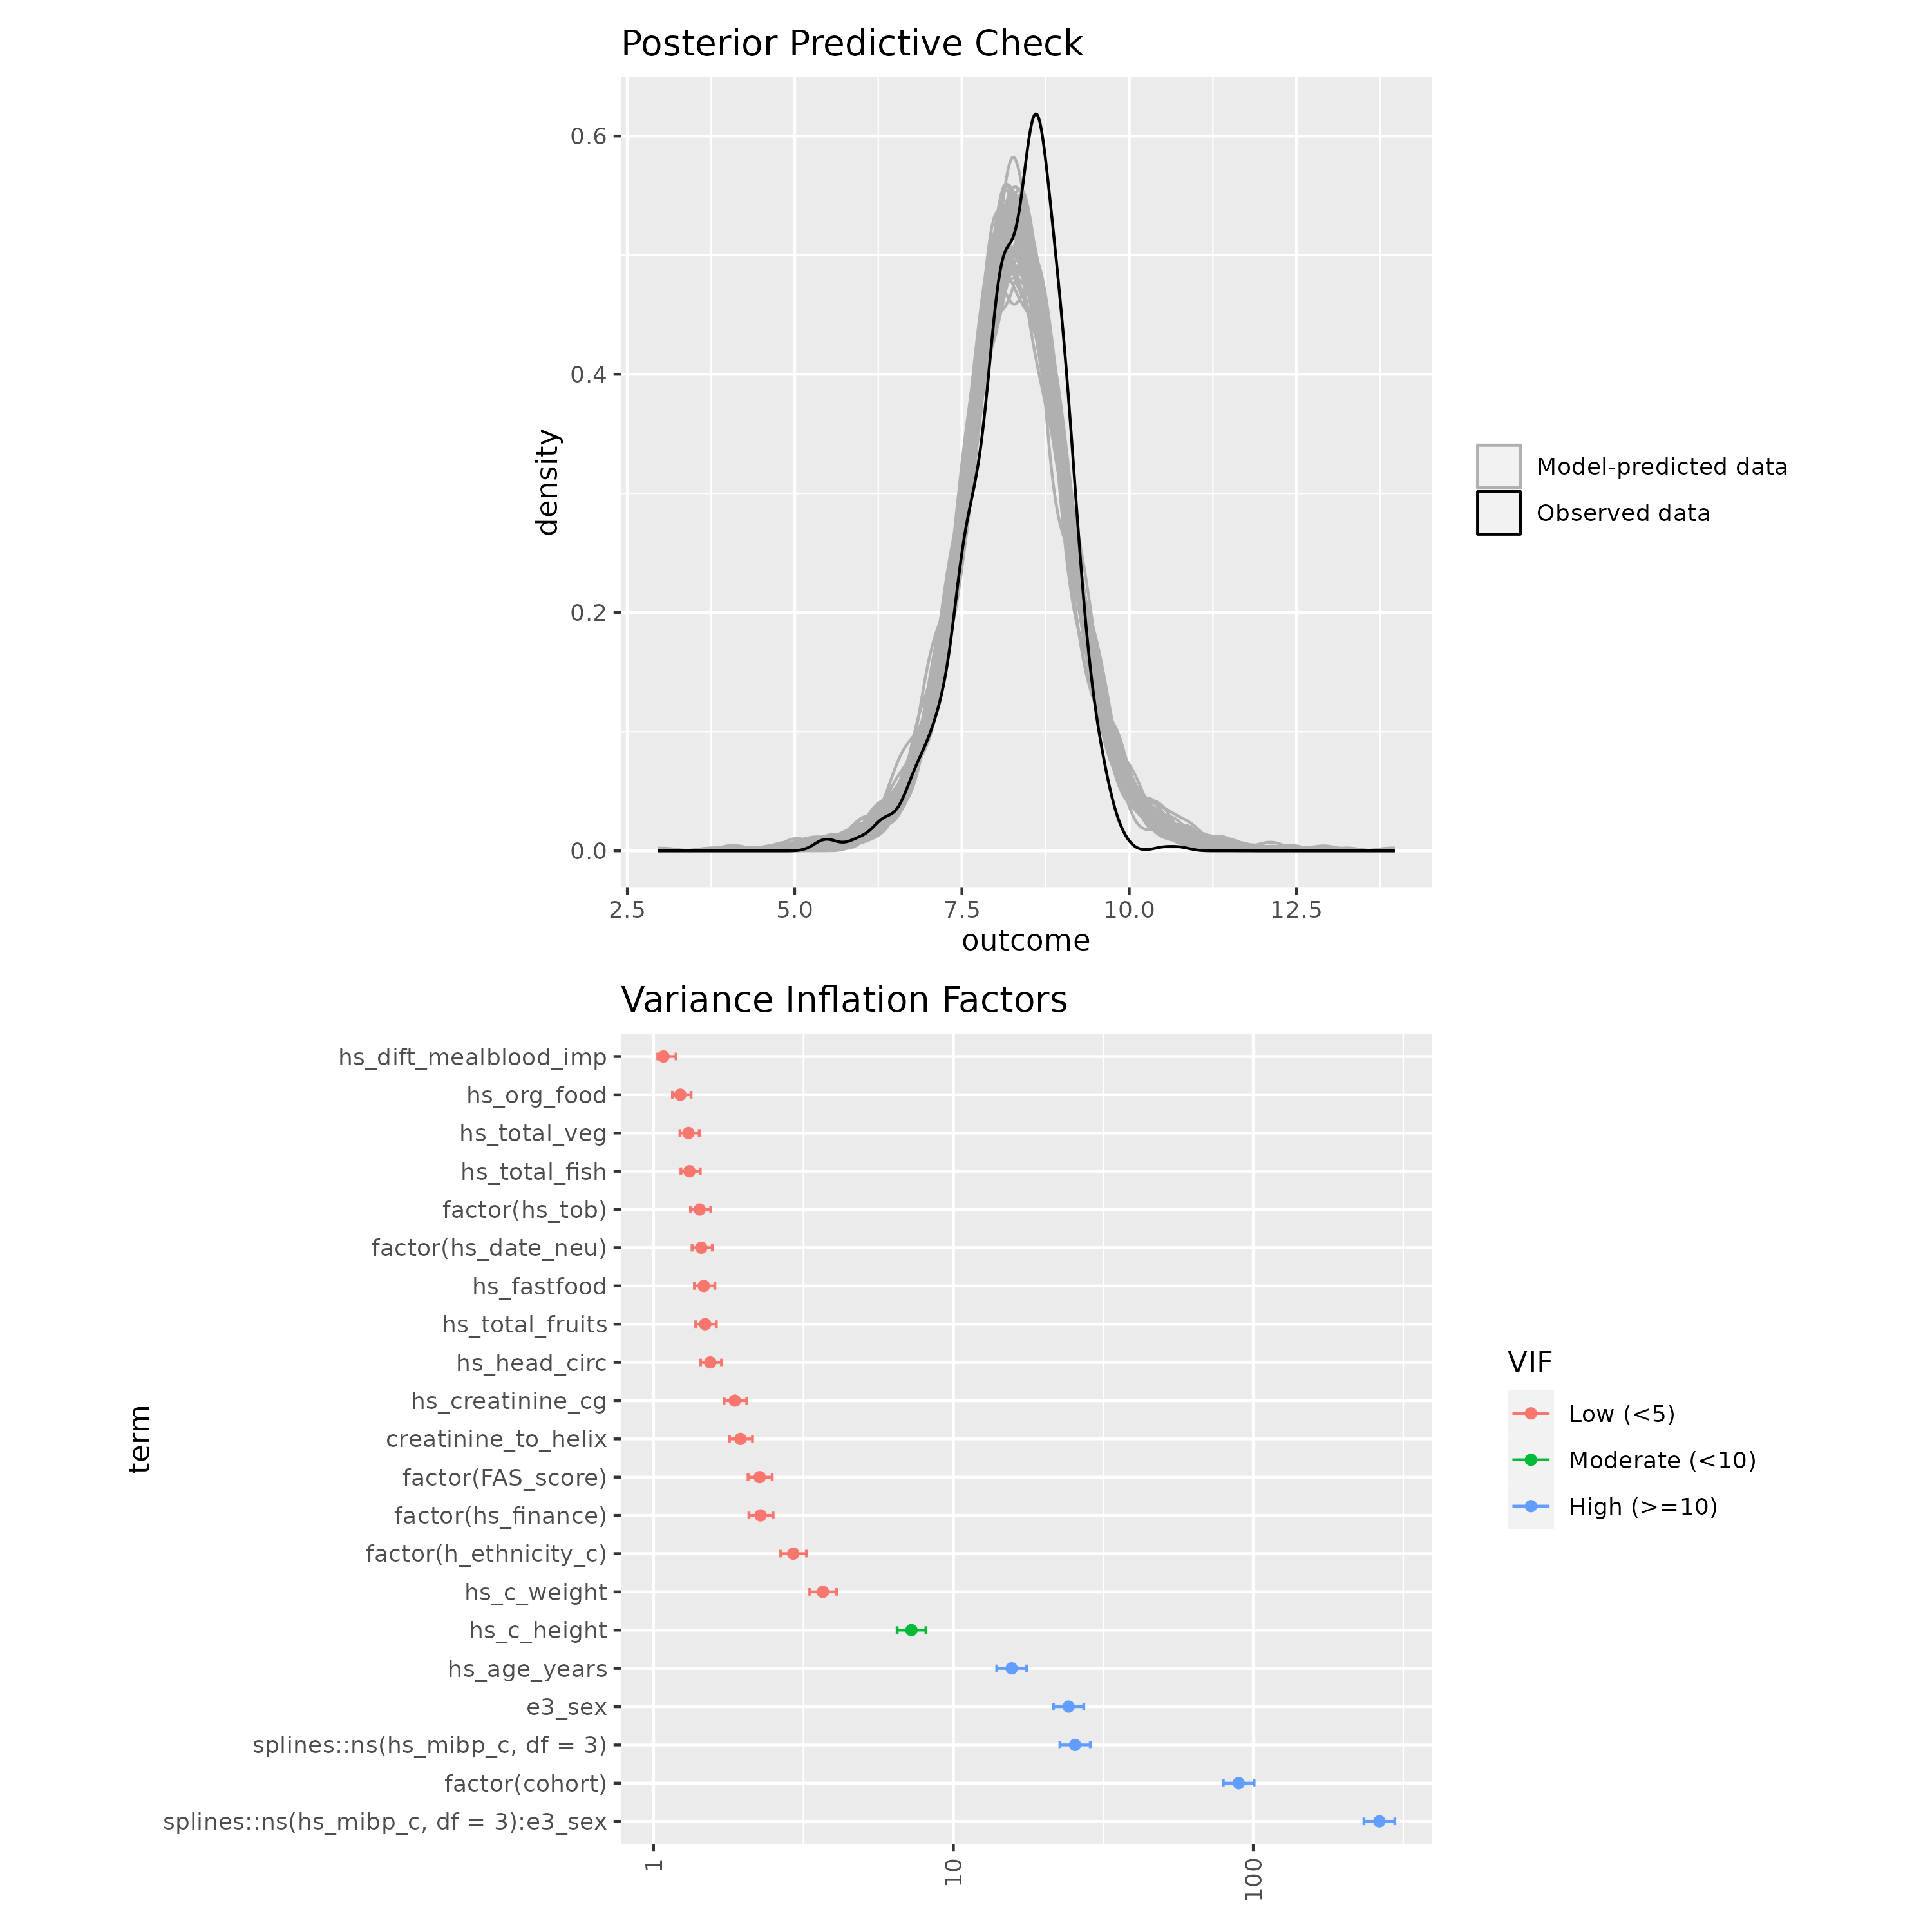 Posterior Predictive Check
0.6
0.4
0.2
0.0
density
2.5 5.0 7.5 10.0 12.5
outcome
Model-predicted data
Observed data
Variance Inflation Factors
term
hs_dift_mealblood_imp
hs_org_food
hs_total_veg
hs_total_fish
factor(hs_tob)
factor(hs_date_neu)
hs_fastfood
hs_total_fruits
hs_head_circ
hs_creatinine_cg
creatinine_to_helix
factor(FAS_score)
factor(hs_finance)
factor(h_ethnicity_c)
hs_c_weight
hs_c_height
hs_age_years
e3_sex
splines::ns(hs_mibp_c, df = 3)
factor(cohort)
splines::ns(hs_mibp_c, df = 3):e3_sex
1 10 100
VIF
Low (<5)
Moderate (<10)
High (>=10)